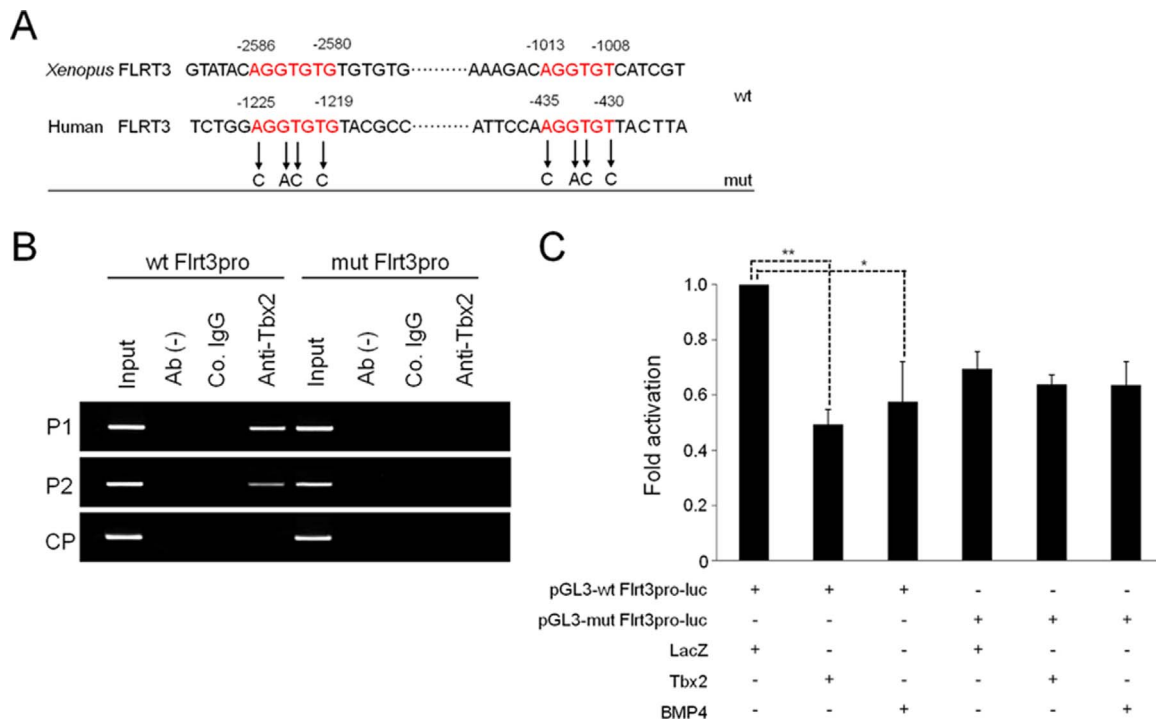 A
-2586 -2580 -1013 -1008
Xenopus FLRT3 GTATACAGGTGTGTGTGTG·········AAAGACAGGTGTCATCGT
wt
-1225 -1219 -435 -430
Human FLRT3 TCTGGAGGTGTGTACGCC·········ATTCCAAGGTGTTACTTA
C AC C C AC C
mut
B
wt Flrt3pro mut Flrt3pro
Input Ab (-) Co. IgG Anti-Tbx2 Input Ab (-) Co. IgG Anti-Tbx2
P1
P2
CP
C
** *
Fold activation
1.0
0.8
0.6
0.4
0.2
0
pGL3-wt Flrt3pro-luc + + + - - -
pGL3-mut Flrt3pro-luc - - - + + +
LacZ + - - + - -
Tbx2 - + - - + -
BMP4 - - + - - +